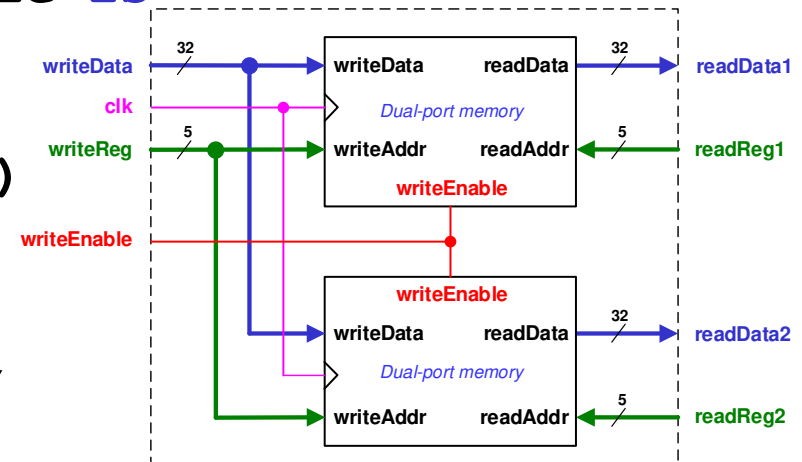 32
32
writeData
writeData
readData
readData1
clk
Dual-port memory
5
5
writeReg
writeAddr
readAddr
readReg1
)
writeEnable
writeEnable
writeEnable
32
writeData
readData
readData2
Dual-port memory
5
writeAddr
readAddr
readReg2